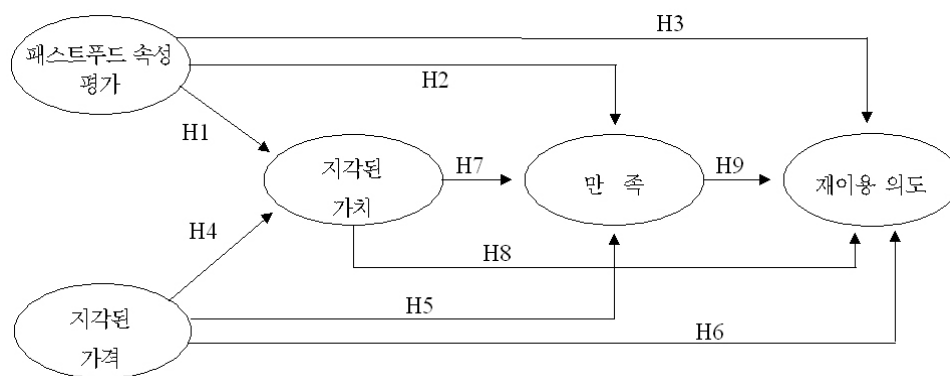 H3
패스트푸드 속성
평가
H2
H1
지각된
가치
H7
만 족
H9
재이용 의도
H4
H8
지각된
가격
H5
H6